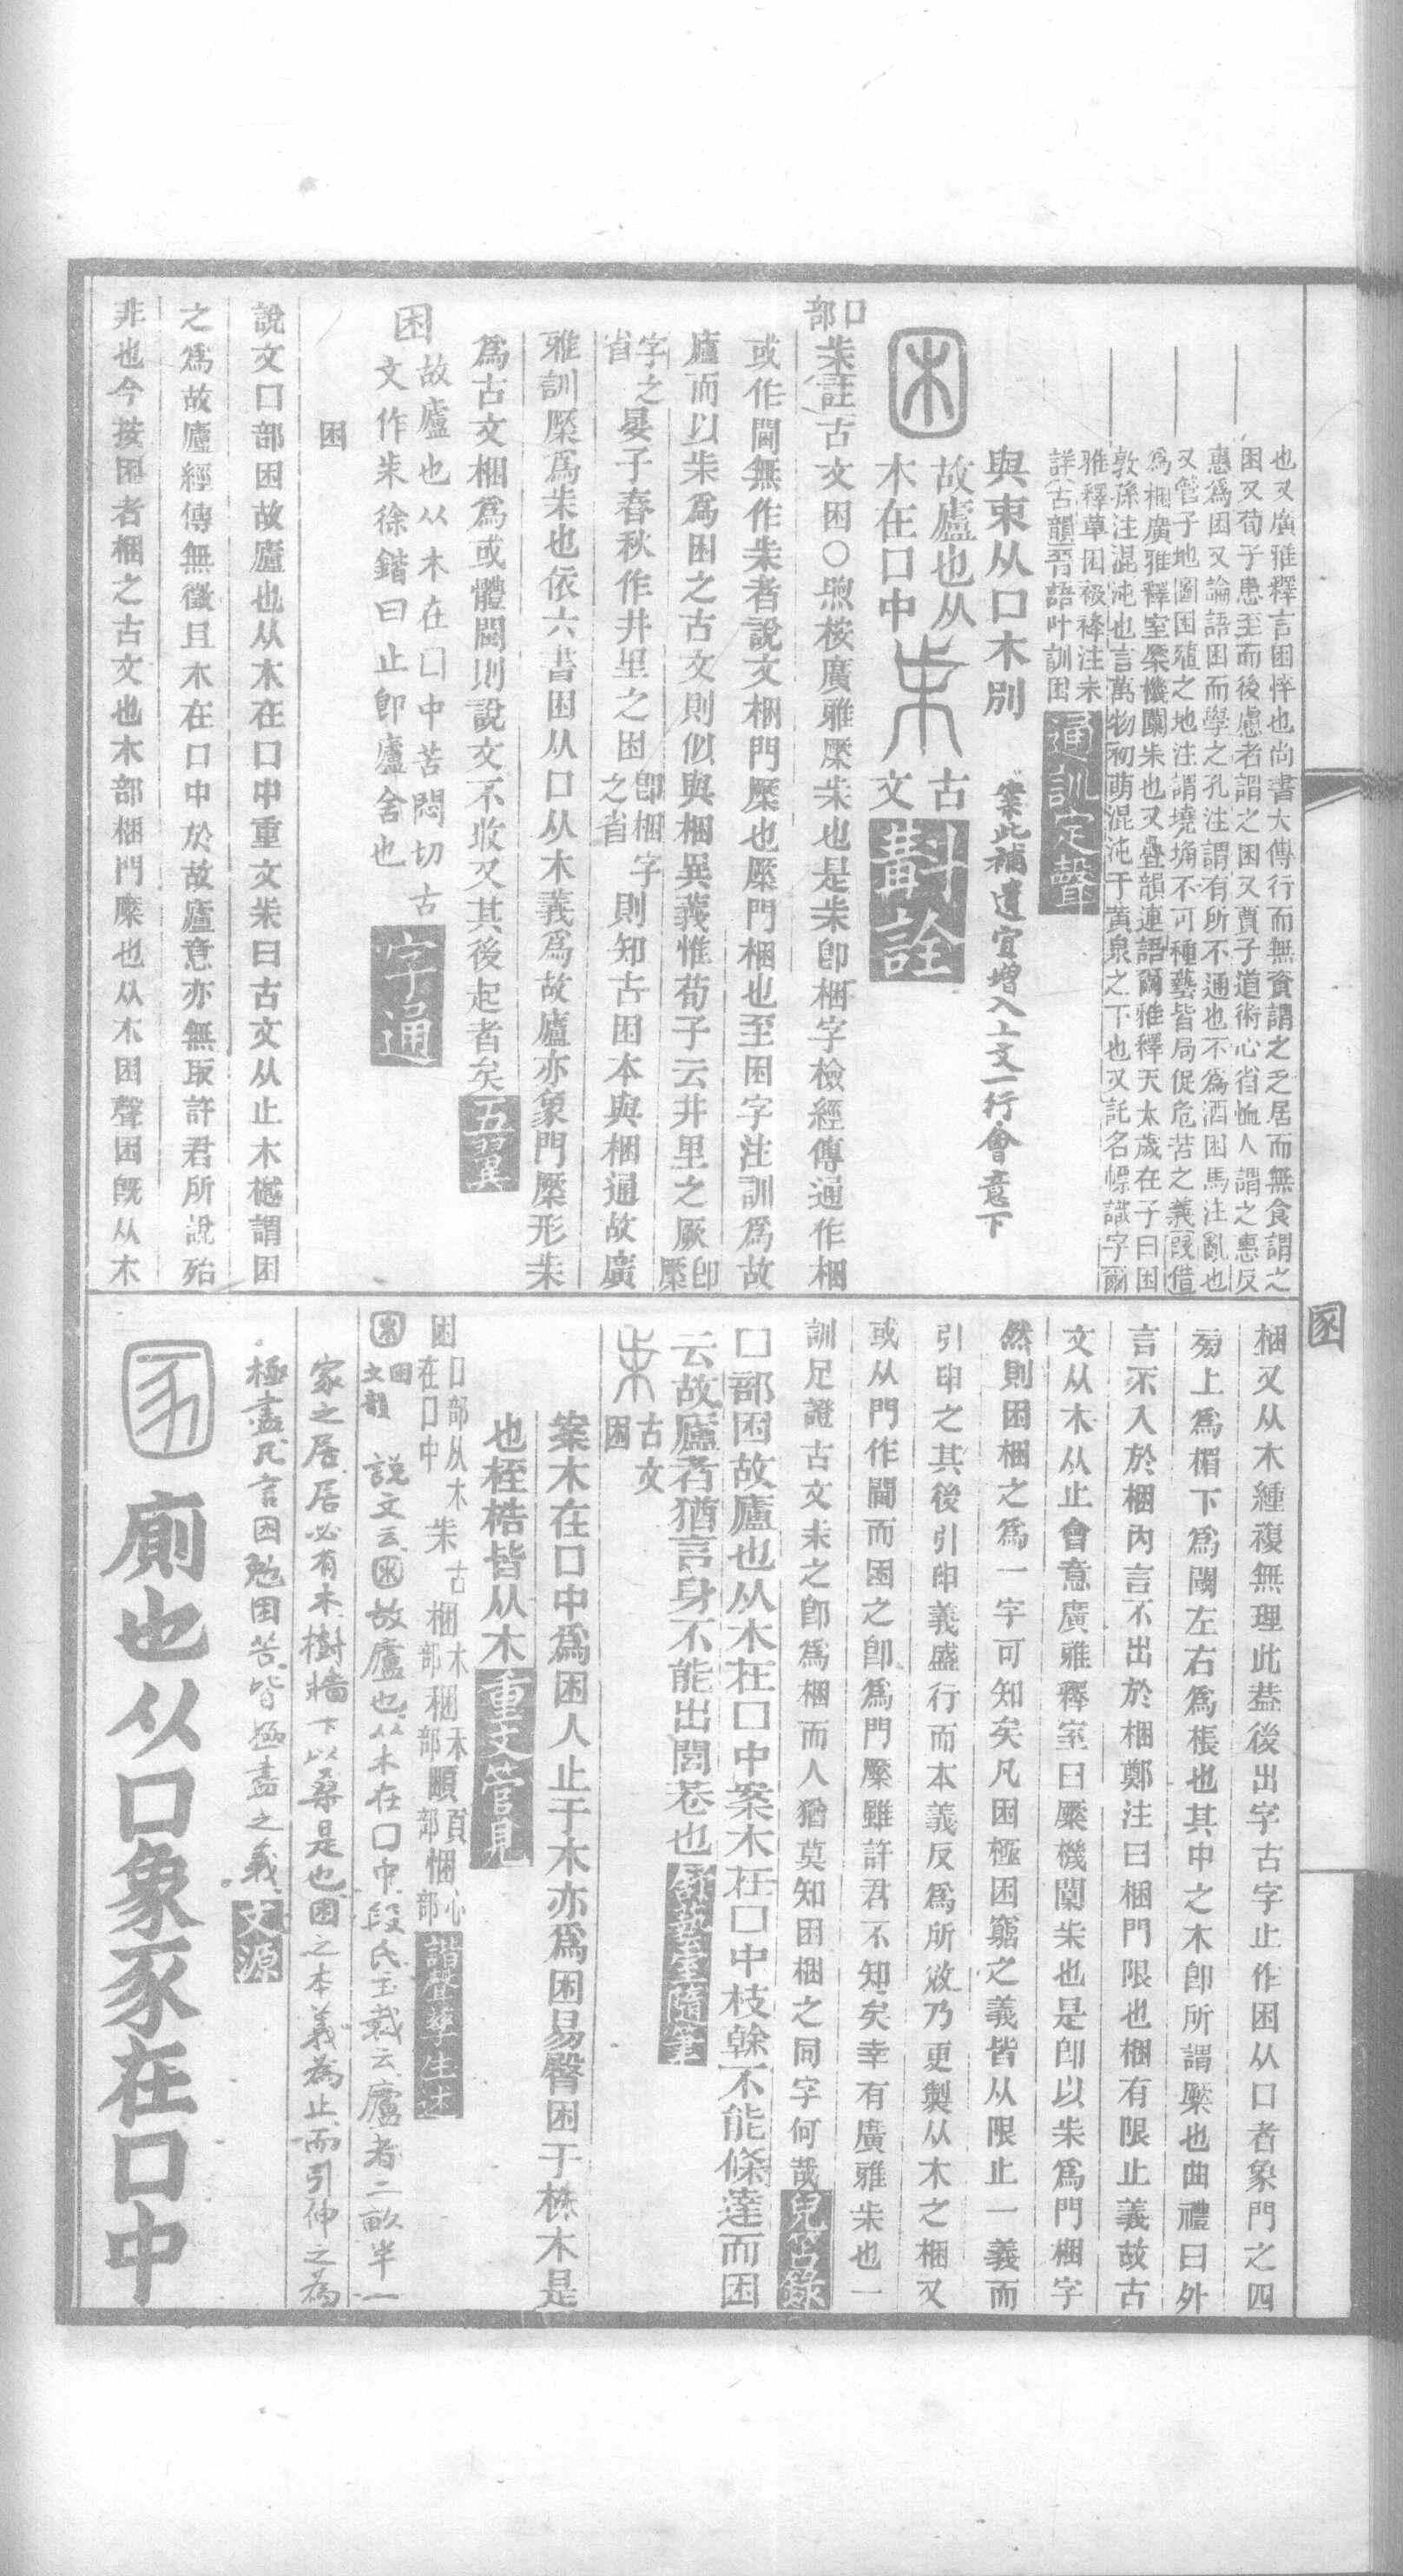 也又廣雅釋言困悴也尚書大傳行而無資謂之乏居而無食謂之
困又荀子患至而後慮者謂之困又賈子道術心省恤人謂之惠反
惠爲困又論語困而學之孔注謂有所不通也不爲酒困馬注亂也
又管子地圖困殖之地注謂墝埆不可種藝皆局促危苦之義叚借
爲梱廣雅釋室橜機闑朱也又疊韻連語爾雅釋天太歲在子曰困
敦孫注混沌也言萬物初萌混沌于黃泉之下也又託名幖識字爾
雅釋草困衱袶注未
詳古韻晉語叶訓困
通訓定聲
與束从口木別
案此補遺宜增入上文一行會意下
故廬也从
木在囗中
古
文
斠詮
口部
朱註古文困○煦桉廣雅橜朱也是朱卽梱字檢經傳通作梱
或作閫無作朱者說文梱門橜也橜門梱也至困字注訓爲故
廬而以朱爲困之古文則似與梱異義惟荀子云井里之厥卽橜
字之省晏子春秋作井里之困卽梱字之省則知古困本與梱通故廣
雅訓橜爲朱也依六書困从口从木義爲故廬亦象門橜形朱
爲古文梱爲或體閫則說文不收又其後起者矣五翼
困
故廬也从木在囗中苦悶切古
文作朱徐鍇曰止卽廬舍也
字通
困
說文口部困故廬也从木在囗中重文朱曰古文从止木樾謂困
之爲故廬經傳無徵且木在囗中於故廬意亦無取許君所說殆
非也今按困者梱之古文也木部梱門橜也从木困聲困旣从木
困
梱又从木緟複無理此葢後出字古字止作困从口者象門之四
㫄上爲楣下爲閾左右爲棖也其中之木卽所謂橜也曲禮曰外
言不入於梱內言不出於梱鄭注曰梱門限也梱有限止義故古
文从木从止會意廣雅釋室曰橜機闑朱也是卽以朱爲門梱字
然則困梱之爲一字可知矣凡困極困窮之義皆从限止一義而
引申之其後引申義盛行而本義反爲所敓乃更製从木之梱又
或从門作閫而困之卽爲門橜雖許君不知矣幸有廣雅朱也一
訓足證古文朱之卽爲梱而人猶莫知困梱之同字何哉兒笘錄
口部困故廬也从木在囗中案木在囗中枝榦不能條達而困
云故廬者猶言身不能出閭巷也舒藝室隨筆
古文
困
案木在囗中爲困人止于木亦爲困易臀困于株木是
也桎梏皆从木重文管見
困
口部从木
在囗中
朱古
梱木部
稇禾部
頣頁部
悃心部
諧聲孳生述
困
文韻
說文云故廬也从木在囗中段氏玉裁云廬者二畝半一
家之居居必有木樹墻下以桑是也困之本義爲止而引伸之爲
極盡凡言困勉困苦皆極盡之義文源
廁也从囗象豕在囗中